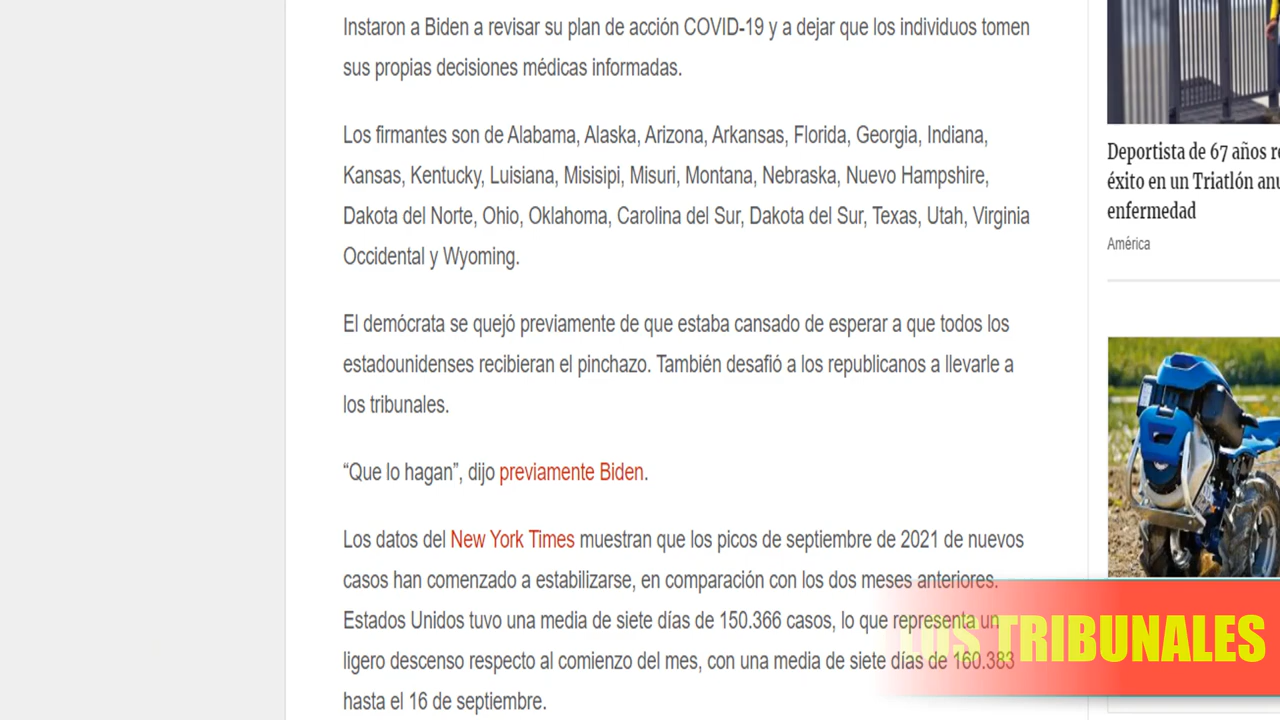 Instaron a Biden a revisar su plan de acción COVID-19 y a dejar que los individuos tomen
sus propias decisiones médicas informadas.
Los firmantes son de Alabama, Alaska, Arizona, Arkansas, Florida, Georgia, Indiana,
Kansas, Kentucky, Luisiana, Misisipi, Misuri, Montana, Nebraska, Nuevo Hampshire,
Dakota del Norte, Ohio, Oklahoma, Carolina del Sur, Dakota del Sur, Texas, Utah, Virginia
Occidental y Wyoming.
El demócrata se quejó previamente de que estaba cansado de esperar a que todos los
estadounidenses recibieran el pinchazo. También desafió a los republicanos a llevarle a
los tribunales.
“Que lo hagan”, dijo previamente Biden.
Los datos del New York Times muestran que los picos de septiembre de 2021 de nuevos
casos han comenzado a estabilizarse, en comparación con los dos meses anteriores.
Estados Unidos tuvo una media de siete días de 150.366 casos, lo que representa un
ligero descenso respecto al comienzo del mes, con una media de siete días de 160.383
hasta el 16 de septiembre.
Deportista de 67 años
éxito en un Triatlón
enfermedad
América
LOS TRIBUNALES